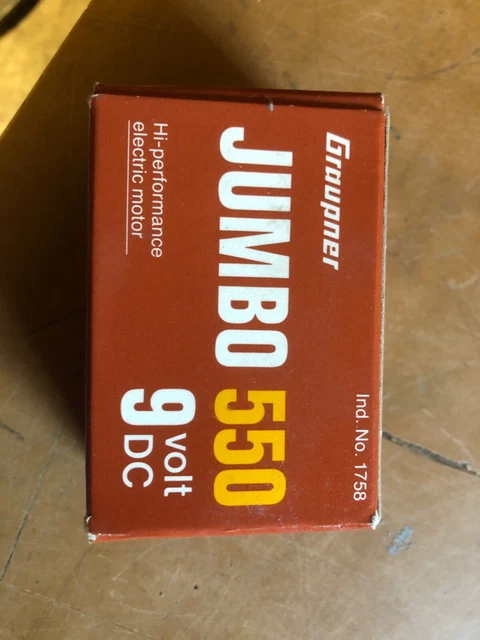 Graupner
Ind. No. 1758
JUMBO 550
Hi-performance
electric motor
9 volt
DC